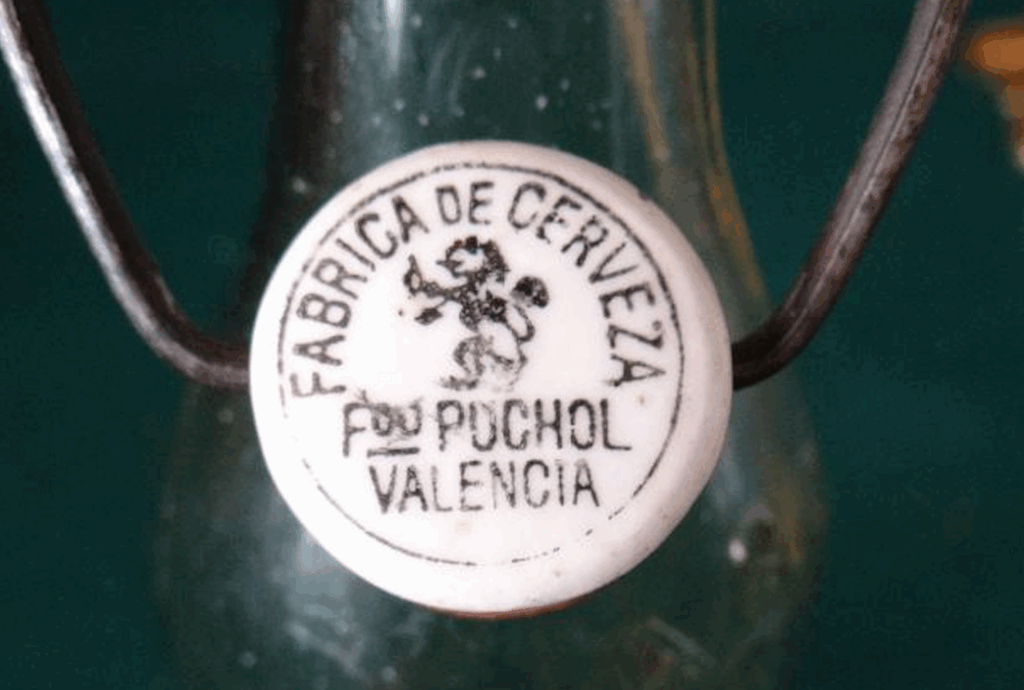 FABRICA DE CERVEZA
Fco PUCHOL
VALENCIA